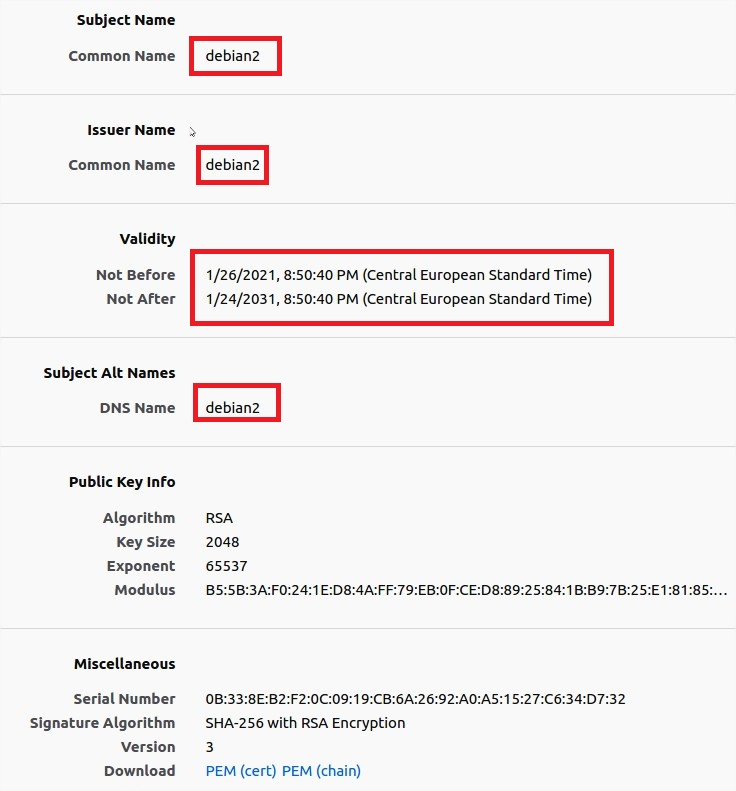 Subject Name
Common Name debian2
Issuer Name
Common Name debian2
Validity
Not Before 1/26/2021, 8:50:40 PM (Central European Standard Time)
Not After 1/24/2031, 8:50:40 PM (Central European Standard Time)
Subject Alt Names
DNS Name debian2
Public Key Info
Algorithm RSA
Key Size 2048
Exponent 65537
Modulus B5:5B:3A:F0:24:1E:D8:4A:FF:79:EB:0F:CE:D8:89:25:84:1B:B9:7B:25:E1:81:85:...
Miscellaneous
Serial Number 0B:33:8E:B2:F2:0C:09:19:CB:6A:26:92:A0:A5:15:27:C6:34:D7:32
Signature Algorithm SHA-256 with RSA Encryption
Version 3
Download PEM (cert) PEM (chain)